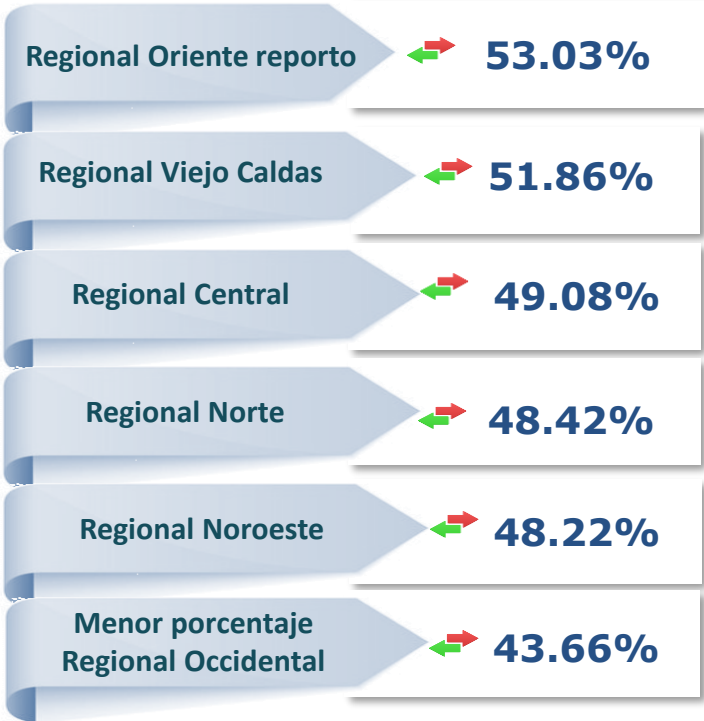 Regional Oriente reporto 53.03%
Regional Viejo Caldas 51.86%
Regional Central 49.08%
Regional Norte 48.42%
Regional Noroeste 48.22%
Menor porcentaje
Regional Occidental 43.66%